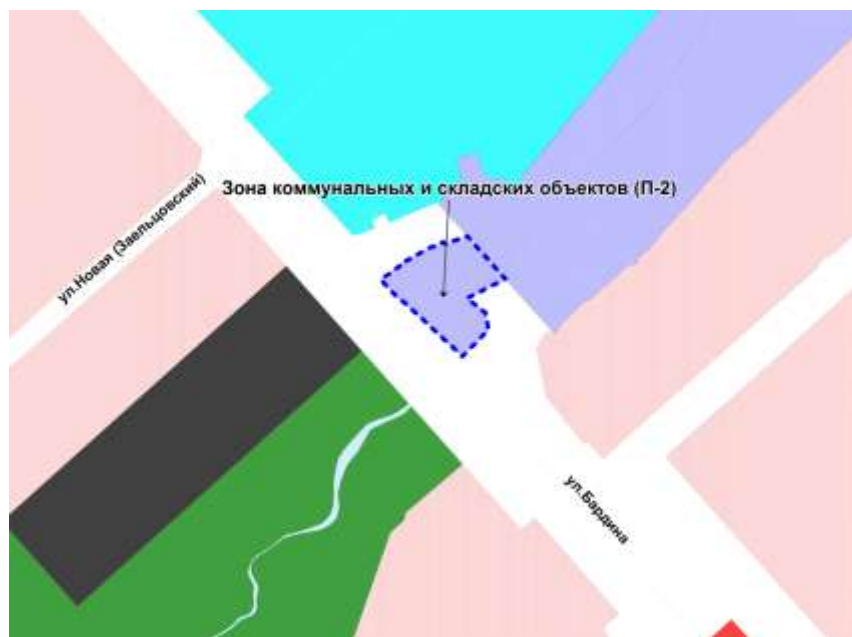 Зона коммунальных и складских объектов (П-2)
ул.Новая (Заельцовский)
ул.Бардина